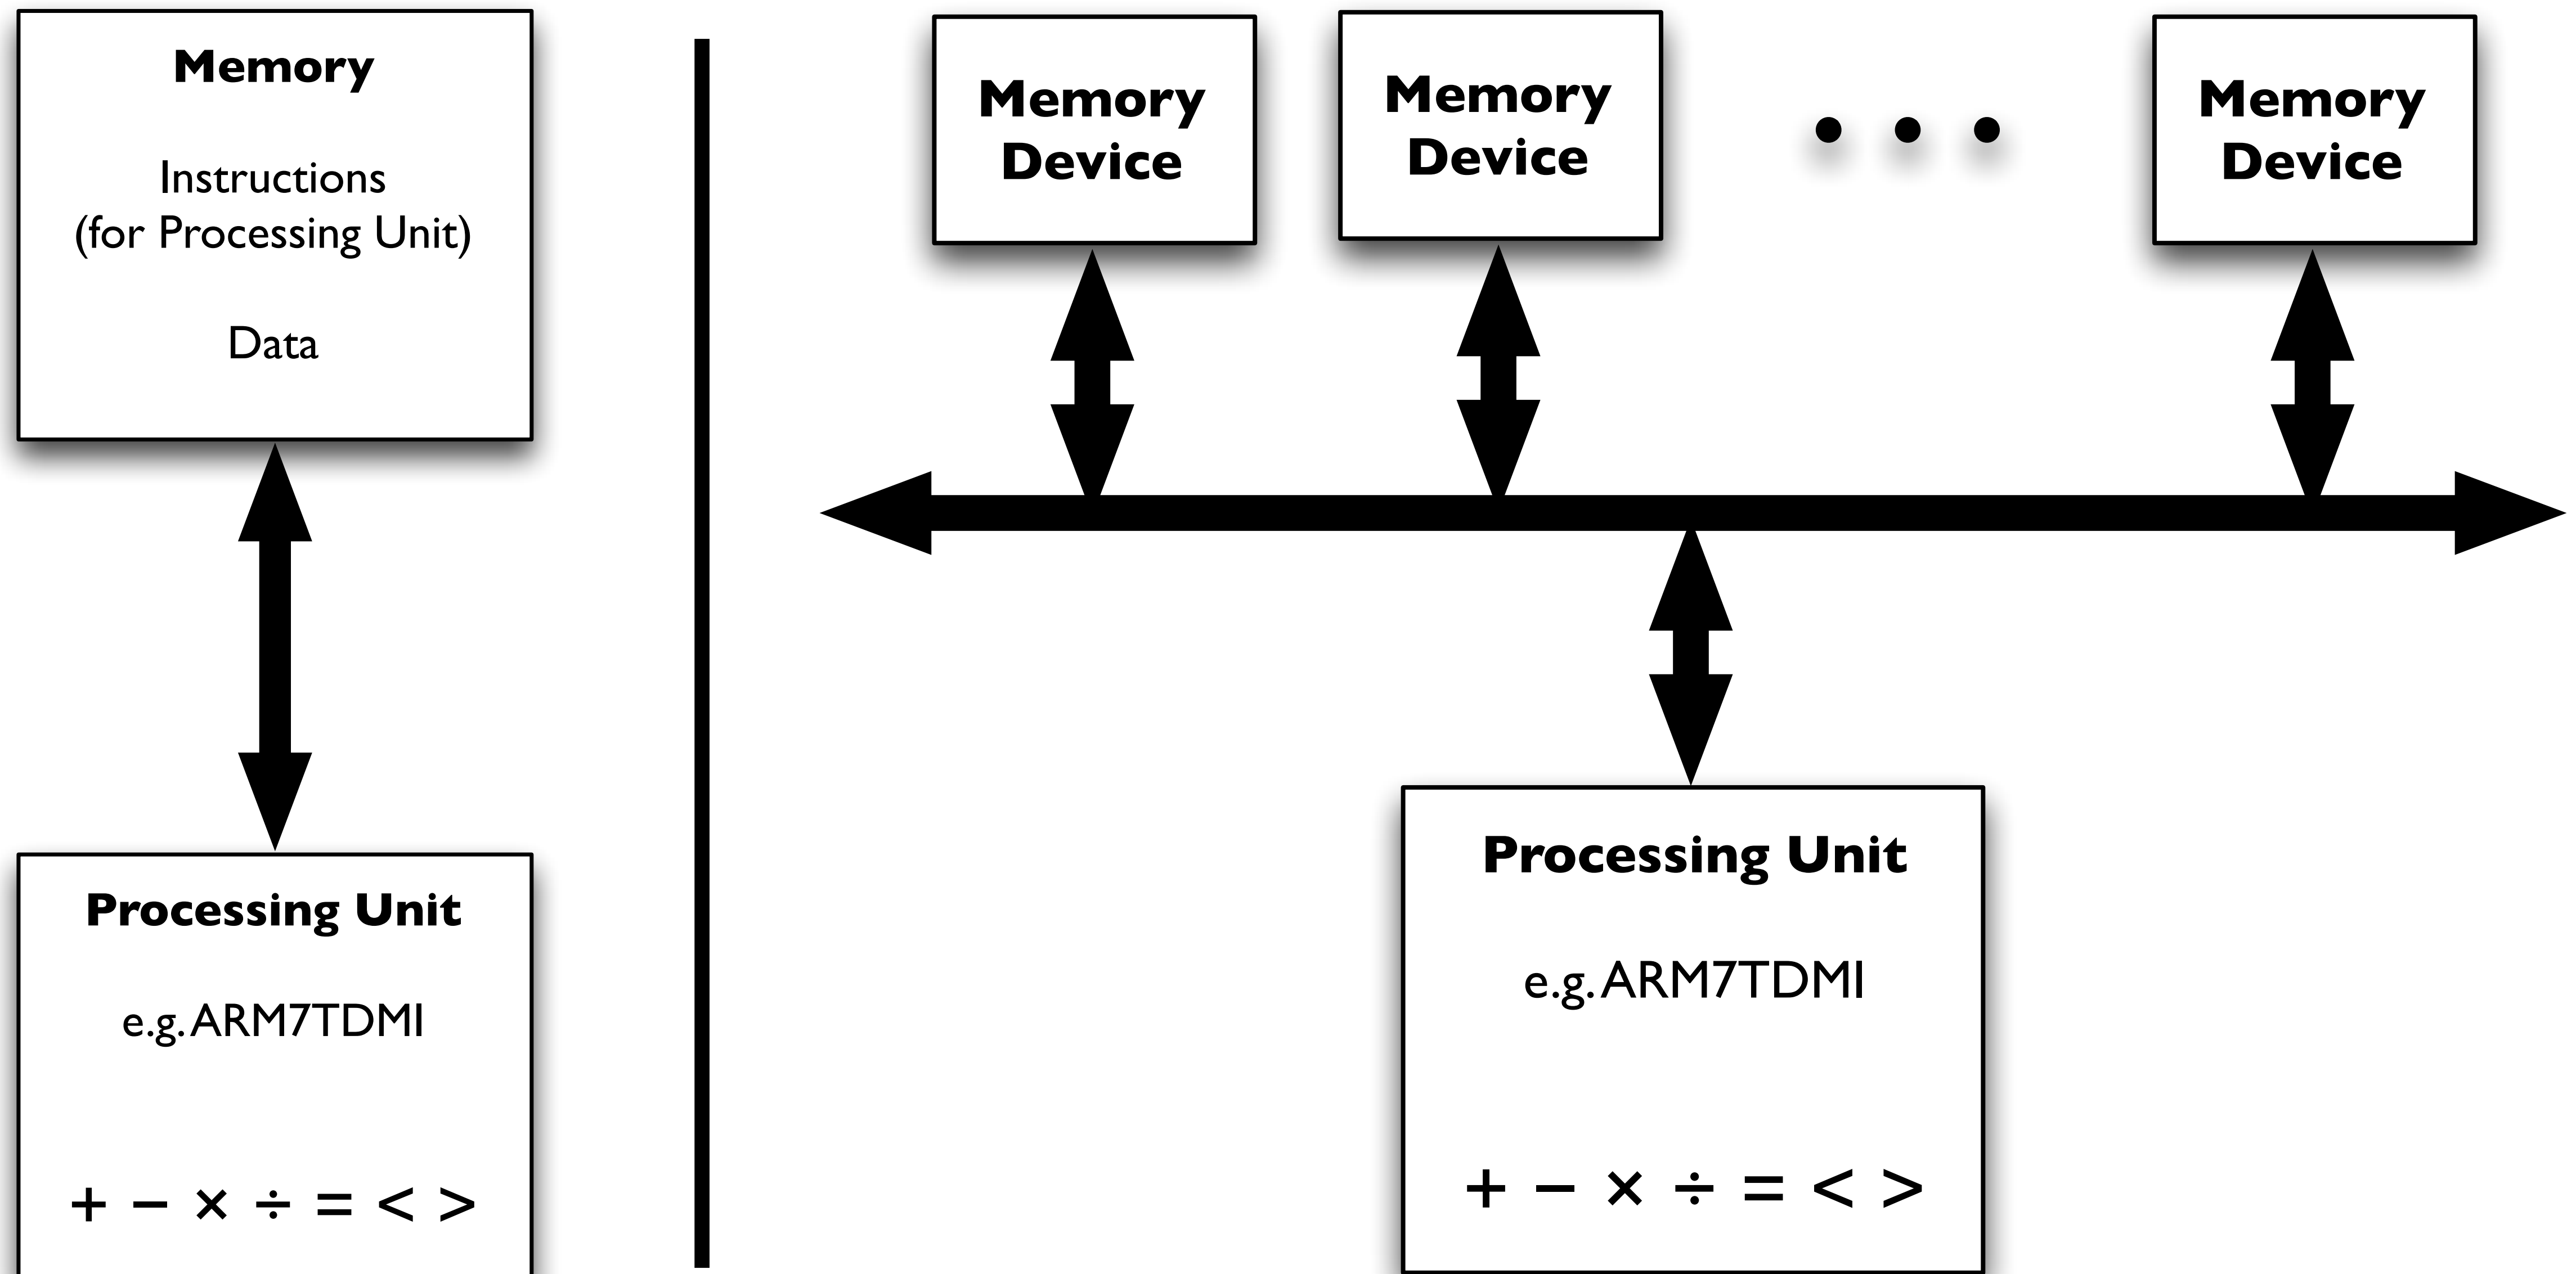 Memory
Instructions
(for Processing Unit)
Data
Processing Unit
e.g. ARM7TDMI
+ − × ÷ = < >
Memory
Device
Memory
Device
• • •
Memory
Device
Processing Unit
e.g. ARM7TDMI
+ − × ÷ = < >